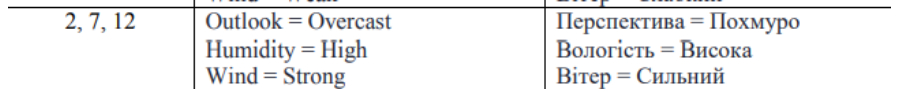 2, 7, 12
Outlook = Overcast
Humidity = High
Wind = Strong
Перспектива = Похмуро
Вологість = Висока
Вітер = Сильний